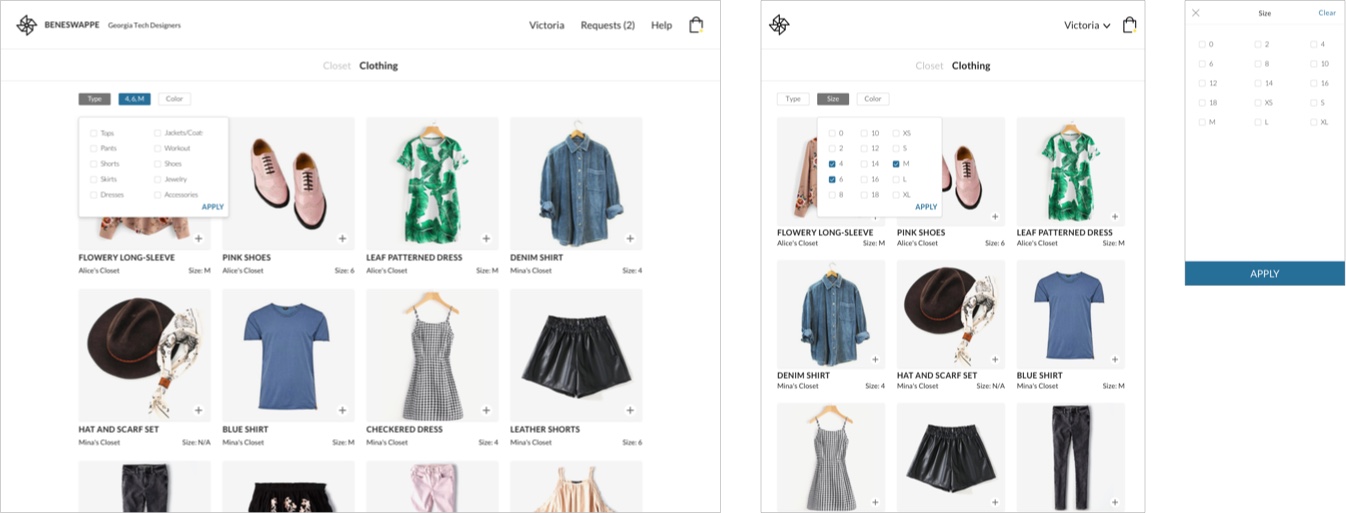 BENESWAPPE Georgia Tech Designers Victoria Requests (2) Help
Closet Clothing
Type 4, 6, M Color
Tops Jackets/Coat
Pants Workout
Shorts Shoes
Skirts Jewelry
Dresses Accessories
APPLY
FLOWERY LONG-SLEEVE PINK SHOES LEAF PATTERNED DRESS DENIM SHIRT
Alice's Closet Size: M Alice's Closet Size: 6 Alice's Closet Size: M Mina's Closet Size: 4
HAT AND SCARF SET BLUE SHIRT CHECKERED DRESS LEATHER SHORTS
Mina's Closet Size: N/A Mina's Closet Size: M Mina's Closet Size: 4 Mina's Closet Size: 6
Victoria
Closet Clothing
Type Size Color
0 10 XS
2 12 S
4 14 M
6 16 L
8 18 XL
APPLY
FLOWERY LONG-SLEEVE PINK SHOES LEAF PATTERNED DRESS
Alice's Closet Size: M Alice's Closet Size: 6 Alice's Closet Size: M
DENIM SHIRT HAT AND SCARF SET BLUE SHIRT
Mina's Closet Size: 4 Mina's Closet Size: N/A Mina's Closet Size: M
Size Clear
0 2 4
6 8 10
12 14 16
18 XS S
M L XL
APPLY